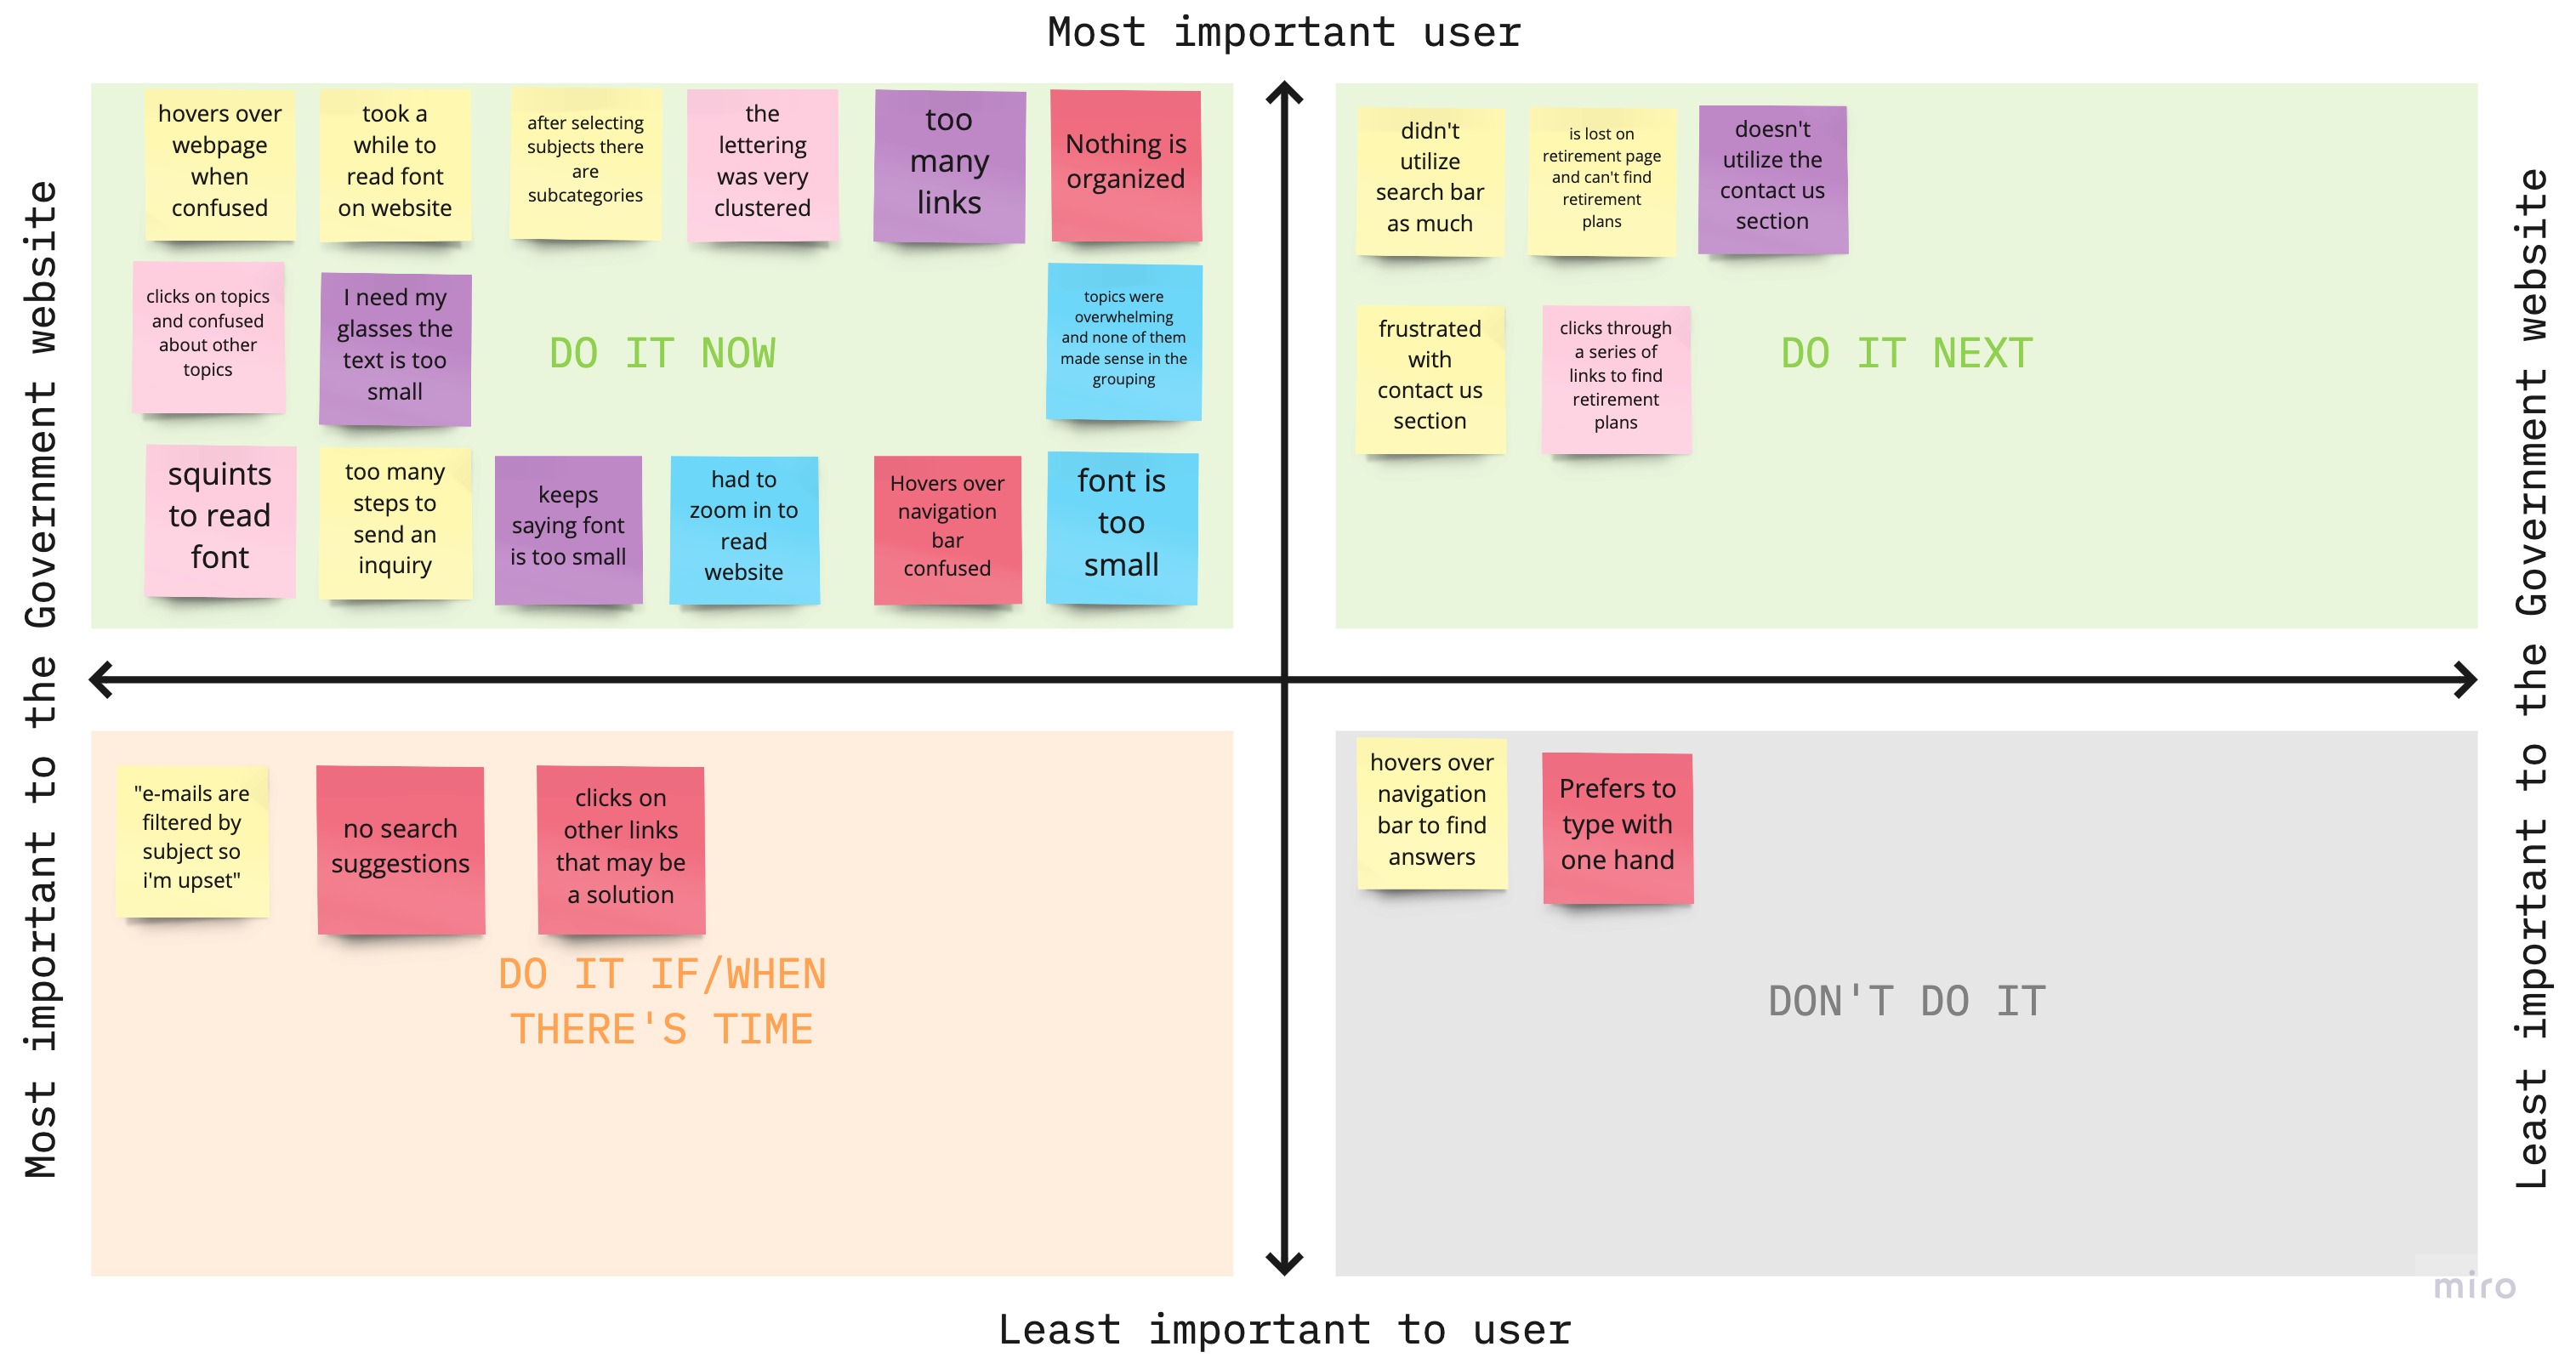 Most important user
Most important to the Government website
hovers over
webpage
when
confused
took a
while to
read font
on website
after selecting
subjects there
are
subcategories
the
lettering
was very
clustered
too
many
links
Nothing is
organized
clicks on topics
and confused
about other
topics
I need my
glasses the
text is too
small
DO IT NOW
topics were
overwhelming
and none of them
made sense in the
grouping
squints
to read
font
too many
steps to
send an
inquiry
keeps
saying font
is too small
had to
zoom in to
read
website
Hovers over
navigation
bar
confused
font is
too
small
didn't
utilize
search bar
as much
is lost on
retirement page
and can't find
retirement
plans
doesn't
utilize the
contact us
section
frustrated
with
contact us
section
clicks through
a series of
links to find
retirement
plans
DO IT NEXT
Least important to the Government website
"e-mails are
filtered by
subject so
i'm upset"
no search
suggestions
clicks on
other links
that may be
a solution
DO IT IF/WHEN
THERE'S TIME
hovers over
navigation
bar to find
answers
Prefers to
type with
one hand
DON'T DO IT
miro
Least important to user